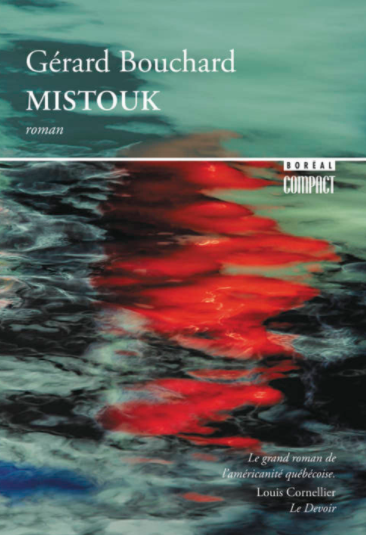 Gérard Bouchard
MISTOUK
roman
BORÉAL
COMPACT
Le grand roman de
l'américanité québécoise.
Louis Cornellier
Le Devoir